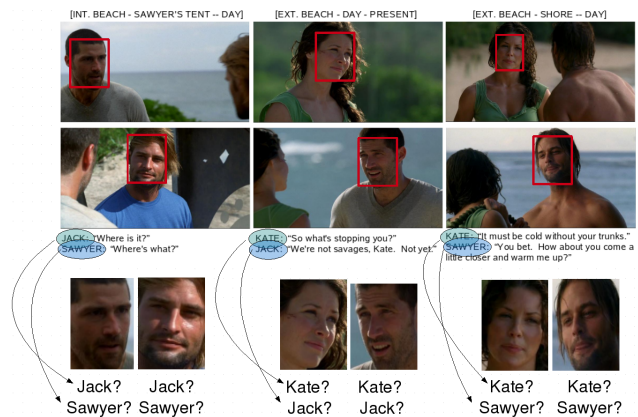 [INT. BEACH - SAWYER'S TENT -- DAY]
[EXT. BEACH - DAY - PRESENT]
[EXT. BEACH - SHORE -- DAY]
JACK: “Where is it?”
SAWYER: “Where's what?”
KATE: “So what's stopping you?”
JACK: “We're not savages, Kate. Not yet.”
KATE: “It must be cold without your trunks.”
SAWYER: “You bet. How about you come a
little closer and warm me up?”
Jack? Jack?
Sawyer? Sawyer?
Kate? Kate?
Jack? Jack?
Kate? Kate?
Sawyer? Sawyer?